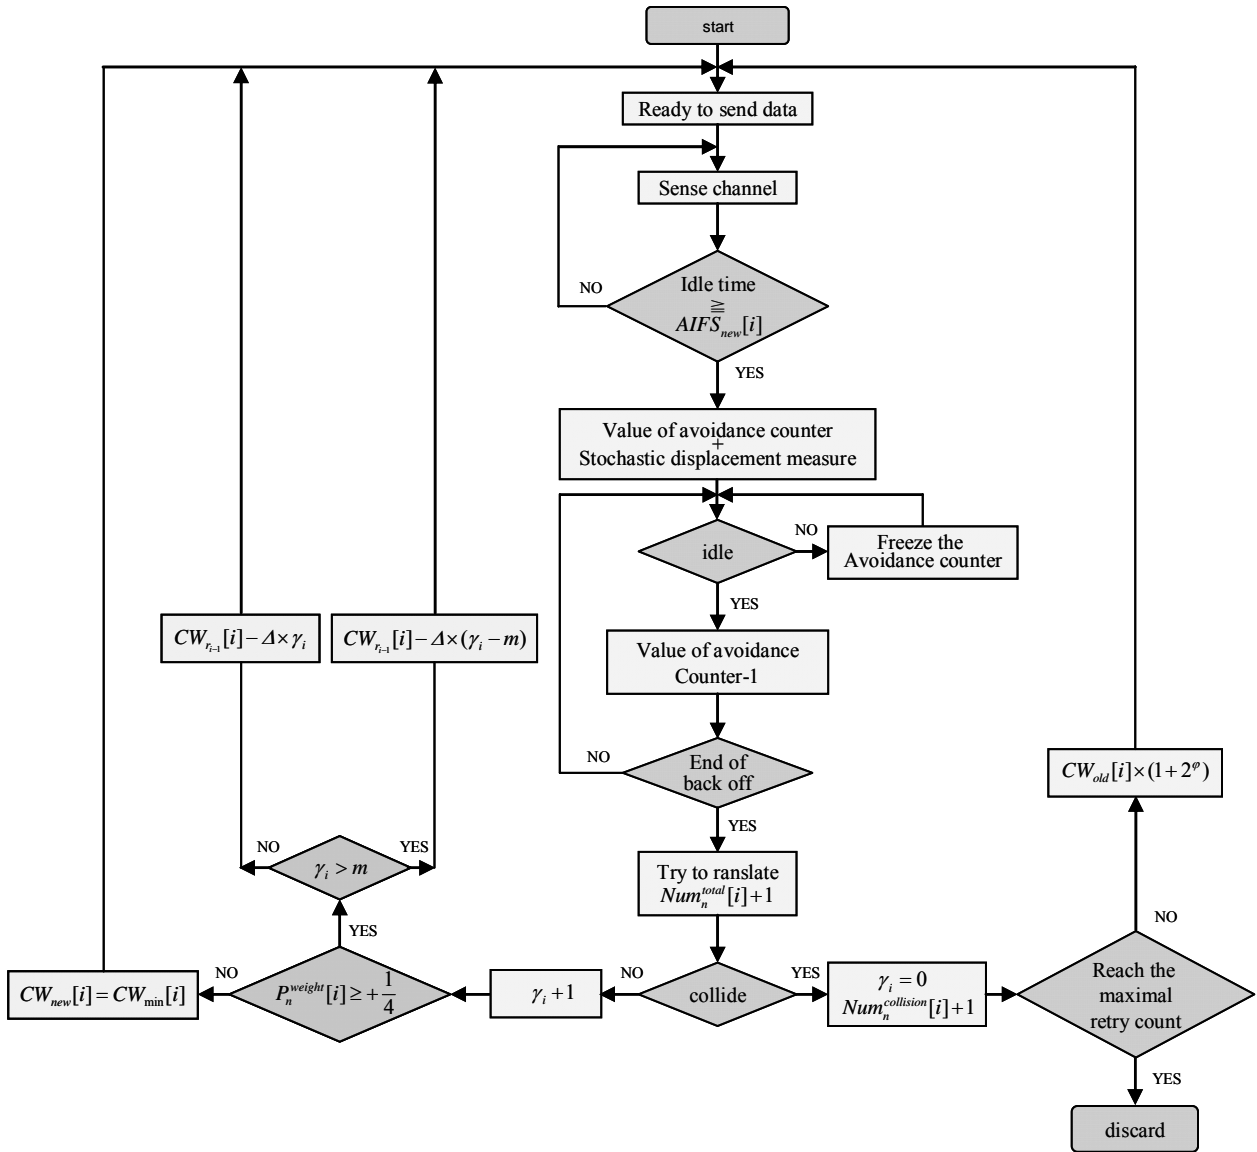 start
Ready to send data
Sense channel
Idle time
≧
AIFS_new[i]
NO
YES
Value of avoidance counter
+
Stochastic displacement measure
idle
NO
Freeze the
Avoidance counter
YES
CW_{r_{i-1}}[i] − Δ × γ_i
CW_{r_{i-1}}[i] − Δ × (γ_i − m)
Value of avoidance
Counter-1
End of
back off
NO
YES
CW_old[i] × (1 + 2^φ)
γ_i > m
NO
YES
Try to ranslate
Num_n^total[i] + 1
YES
NO
CW_new[i] = CW_min[i]
NO
P_n^weight[i] ≥ + 1/4
γ_i + 1
NO
collide
YES
γ_i = 0
Num_n^collision[i] + 1
Reach the
maximal
retry count
YES
discard